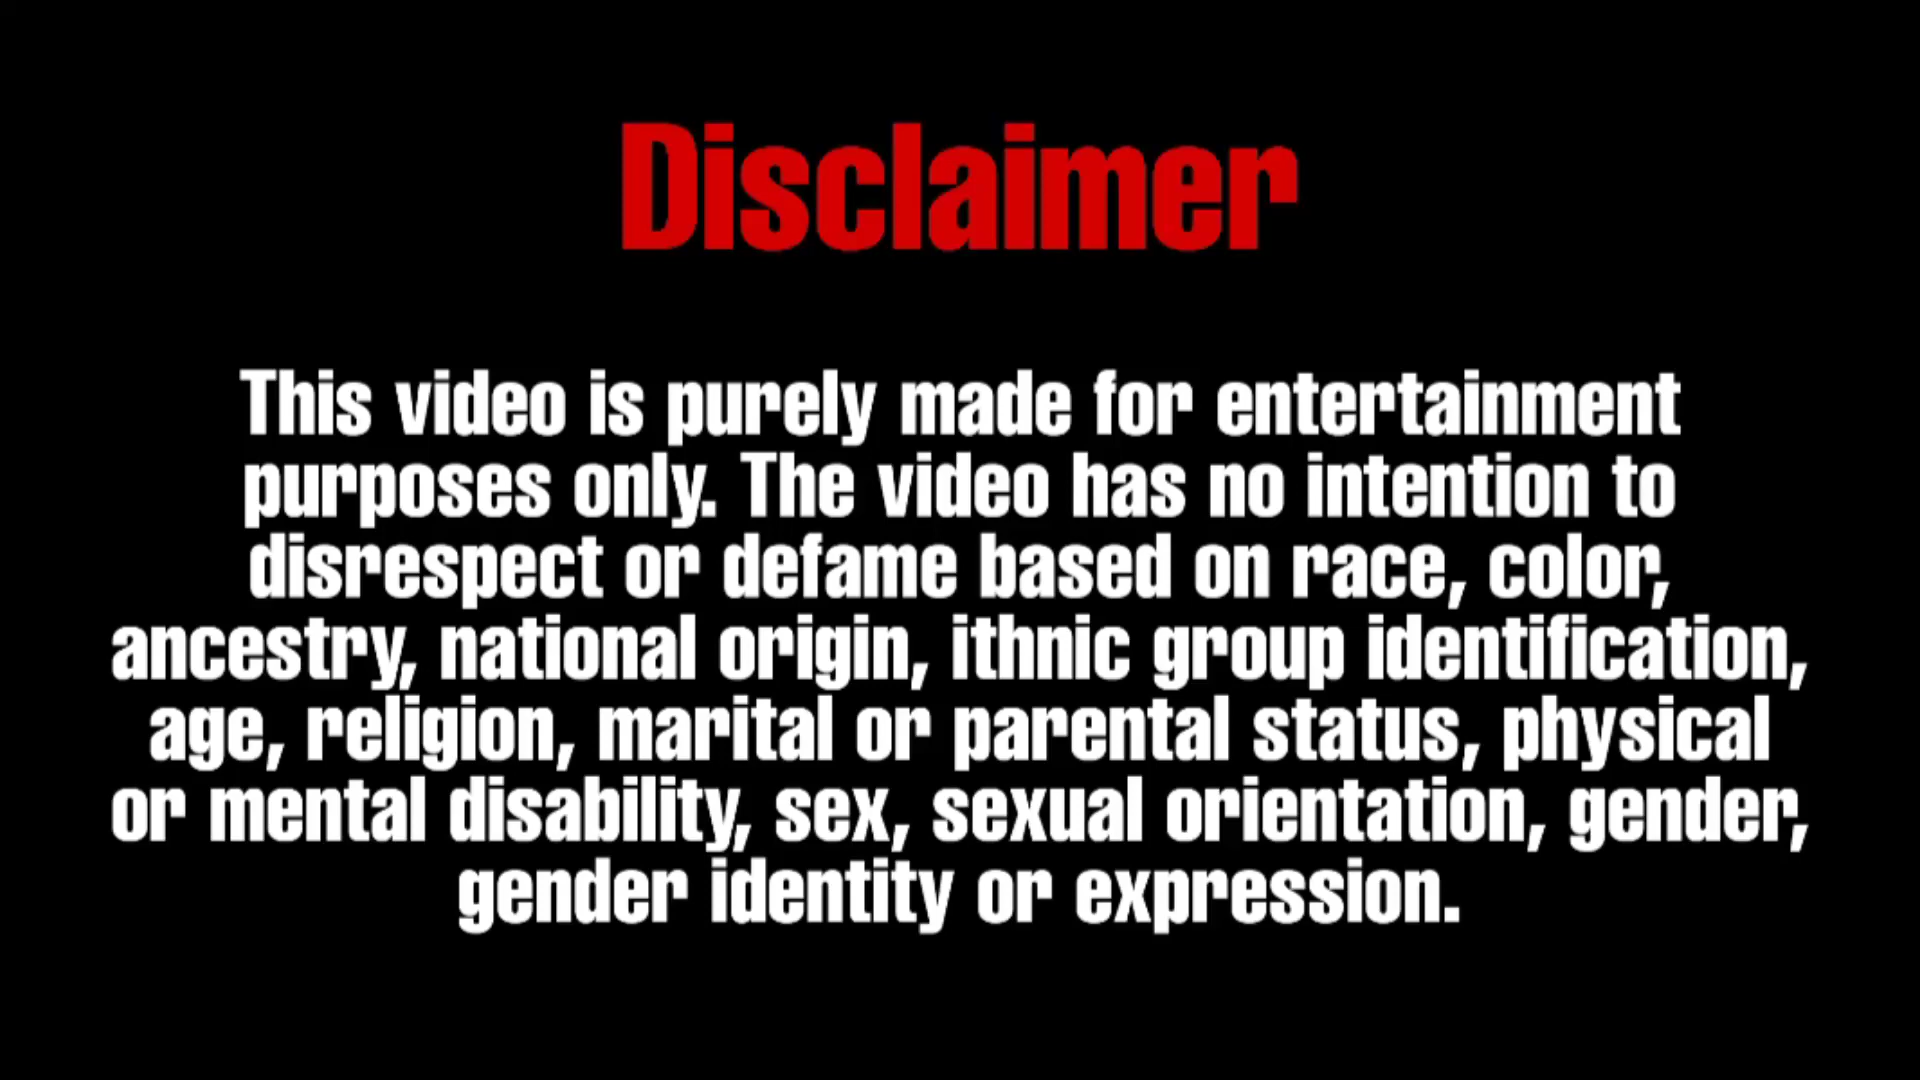 Disclaimer
This video is purely made for entertainment
purposes only. The video has no intention to
disrespect or defame based on race, color,
ancestry, national origin, ithnic group identification,
age, religion, marital or parental status, physical
or mental disability, sex, sexual orientation, gender,
gender identity or expression.